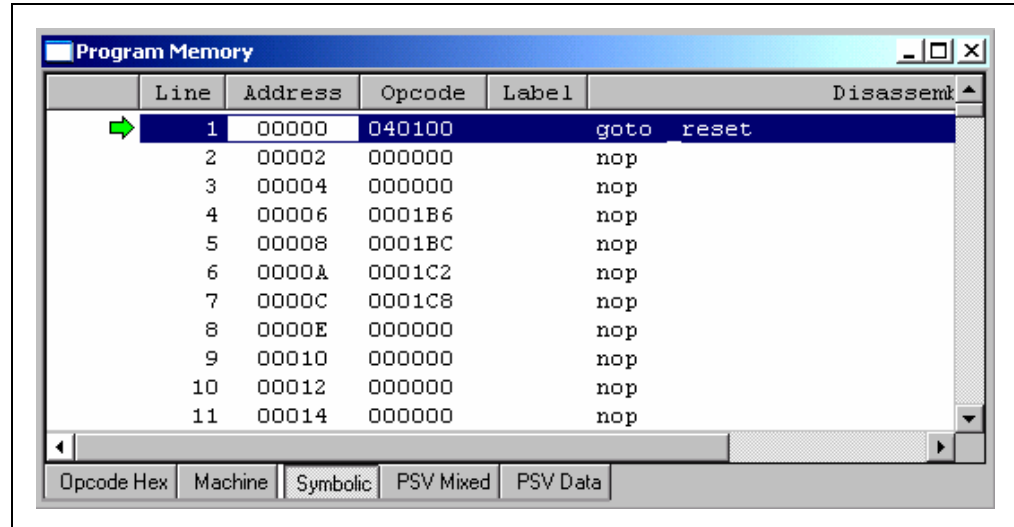 Program Memory
Line Address Opcode Label Disassemb
1 00000 040100 goto _reset
2 00002 000000 nop
3 00004 000000 nop
4 00006 0001B6 nop
5 00008 0001BC nop
6 0000A 0001C2 nop
7 0000C 0001C8 nop
8 0000E 000000 nop
9 00010 000000 nop
10 00012 000000 nop
11 00014 000000 nop
Opcode Hex Machine Symbolic PSV Mixed PSV Data